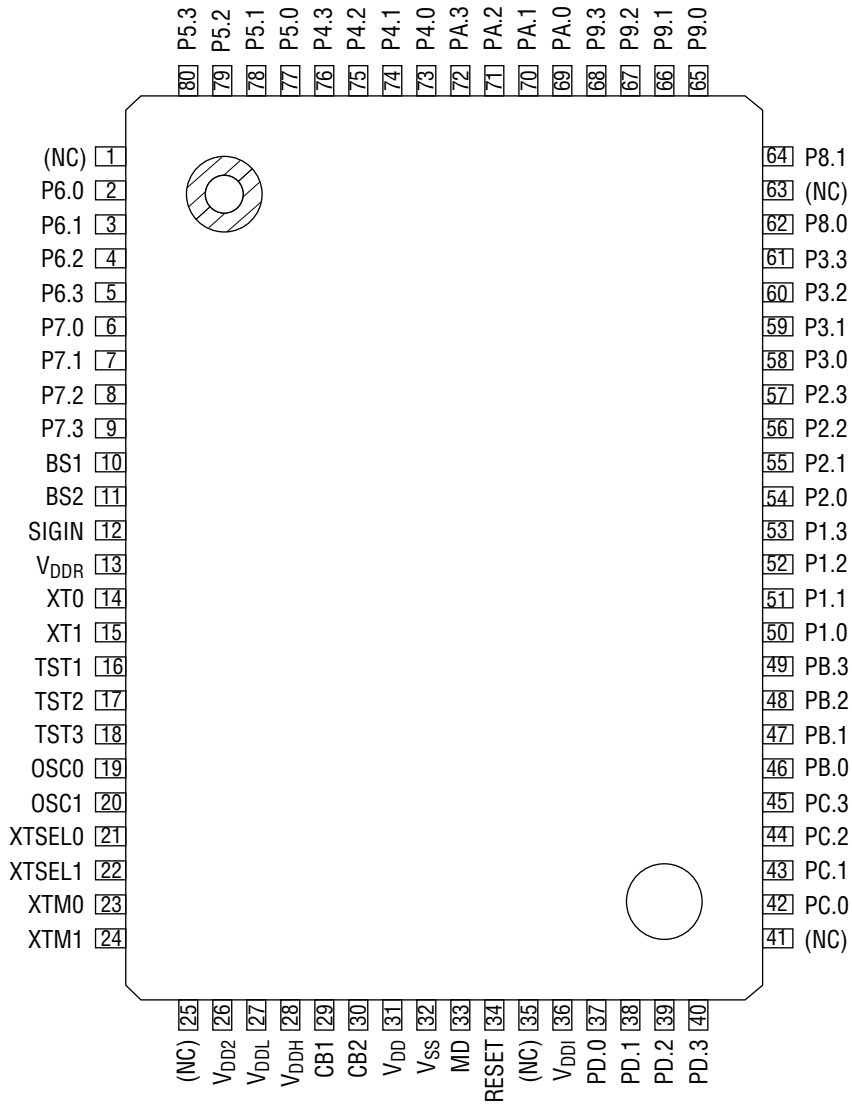 P5.3 P5.2 P5.1 P5.0 P4.3 P4.2 P4.1 P4.0 PA.3 PA.2 PA.1 PA.0 P9.3 P9.2 P9.1 P9.0
80 79 78 77 76 75 74 73 72 71 70 69 68 67 66 65
(NC) 1
P6.0 2
P6.1 3
P6.2 4
P6.3 5
P7.0 6
P7.1 7
P7.2 8
P7.3 9
BS1 10
BS2 11
SIGIN 12
VDDR 13
XT0 14
XT1 15
TST1 16
TST2 17
TST3 18
OSC0 19
OSC1 20
XTSEL0 21
XTSEL1 22
XTM0 23
XTM1 24
64 P8.1
63 (NC)
62 P8.0
61 P3.3
60 P3.2
59 P3.1
58 P3.0
57 P2.3
56 P2.2
55 P2.1
54 P2.0
53 P1.3
52 P1.2
51 P1.1
50 P1.0
49 PB.3
48 PB.2
47 PB.1
46 PB.0
45 PC.3
44 PC.2
43 PC.1
42 PC.0
41 (NC)
25 26 27 28 29 30 31 32 33 34 35 36 37 38 39 40
(NC) VDD2 VDDL VDDH CB1 CB2 VDD VSS MD RESET (NC) VDDI PD.0 PD.1 PD.2 PD.3